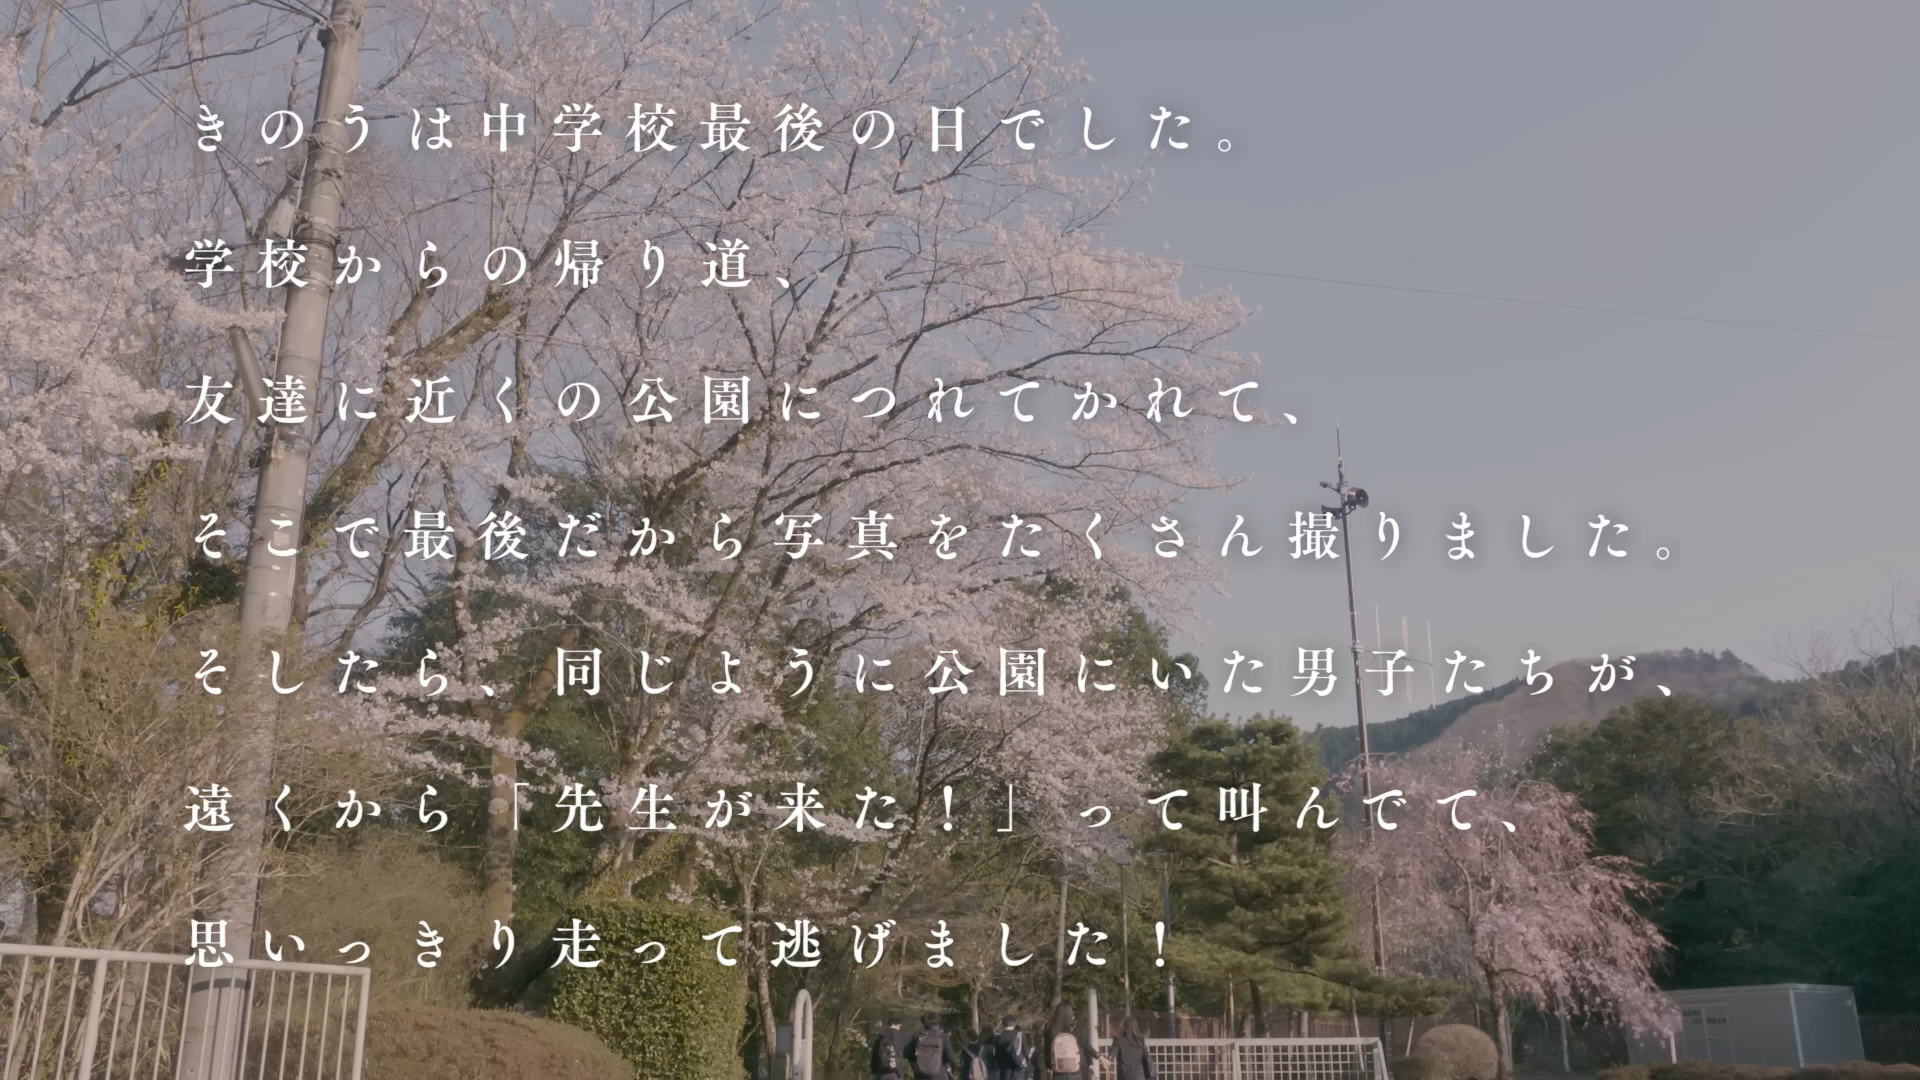 きのうは中学校最後の日でした。
学校からの帰り道、
友達に近くの公園につれてかれて、
そこで最後だから写真をたくさん撮りました。
そしたら、同じように公園にいた男子たちが、
遠くから「先生が来た！」って叫んでて、
思いっきり走って逃げました！